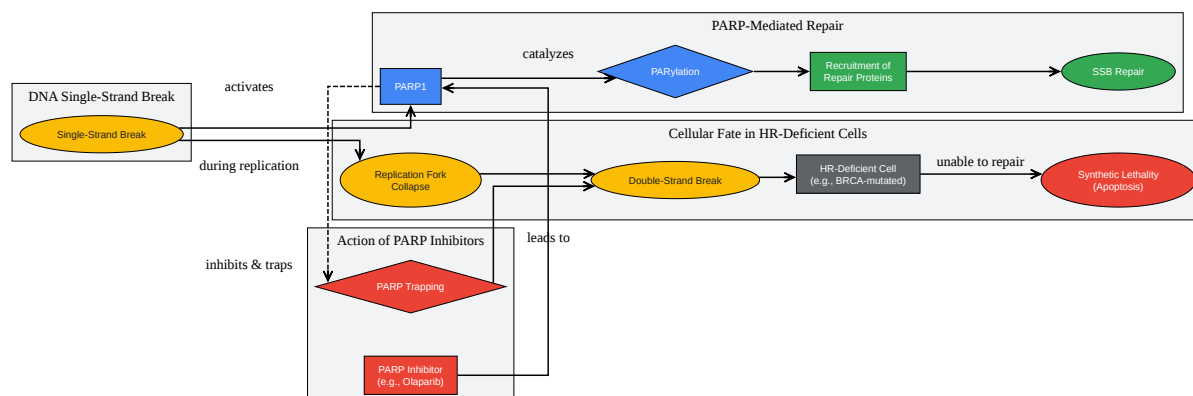 PARP-Mediated Repair
catalyzes
PARP1
PARylation
Recruitment of
Repair Proteins
SSB Repair
activates
DNA Single-Strand Break
Single-Strand Break
during replication
Cellular Fate in HR-Deficient Cells
Replication Fork
Collapse
Double-Strand Break
HR-Deficient Cell
(e.g., BRCA-mutated)
unable to repair
Synthetic Lethality
(Apoptosis)
Action of PARP Inhibitors
leads to
inhibits & traps
PARP Trapping
PARP Inhibitor
(e.g., Olaparib)